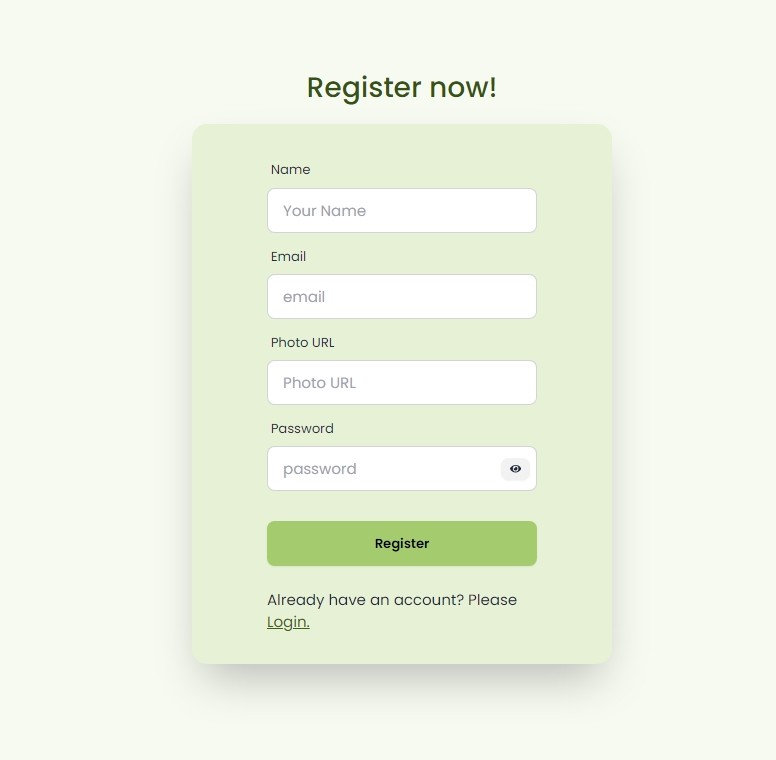 Register now!
Name
Your Name
Email
email
Photo URL
Photo URL
Password
password
Register
Already have an account? Please
Login.